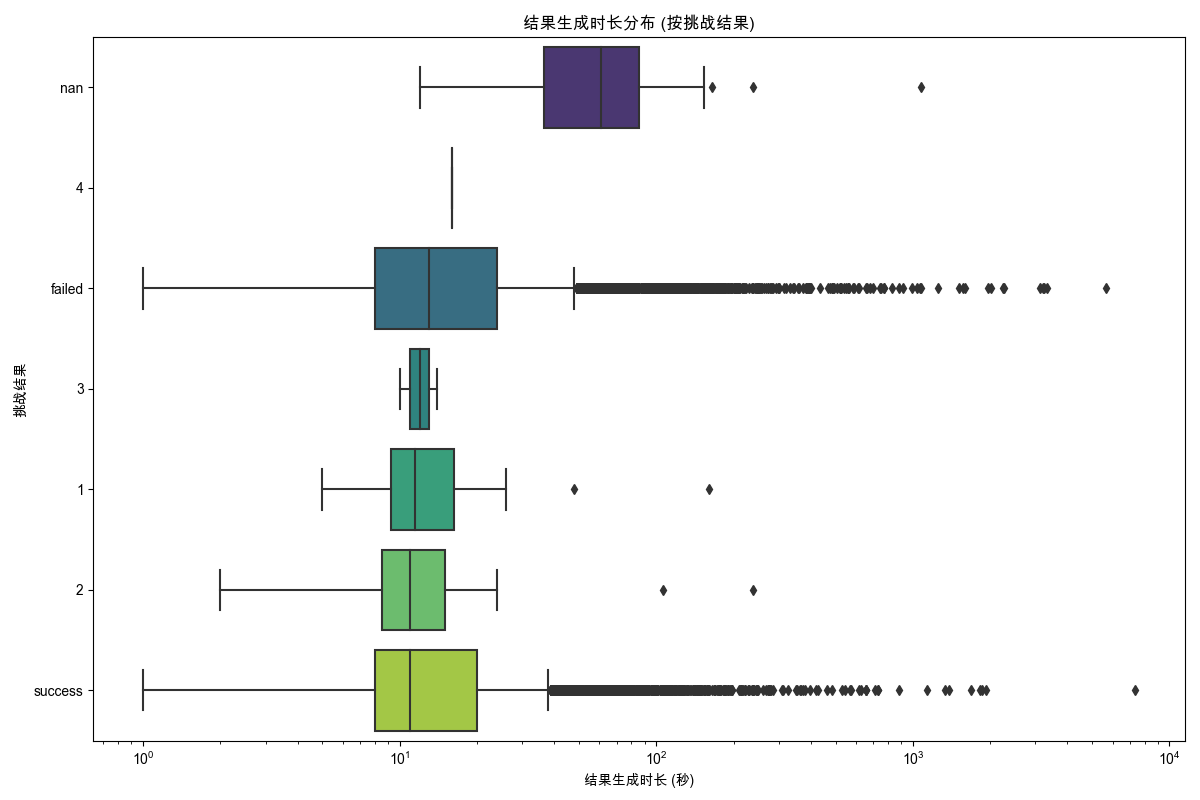 结果生成时长分布 (按挑战结果)
挑战结果
nan
4
failed
3
1
2
success
10⁰
10¹
10²
10³
10⁴
结果生成时长 (秒)